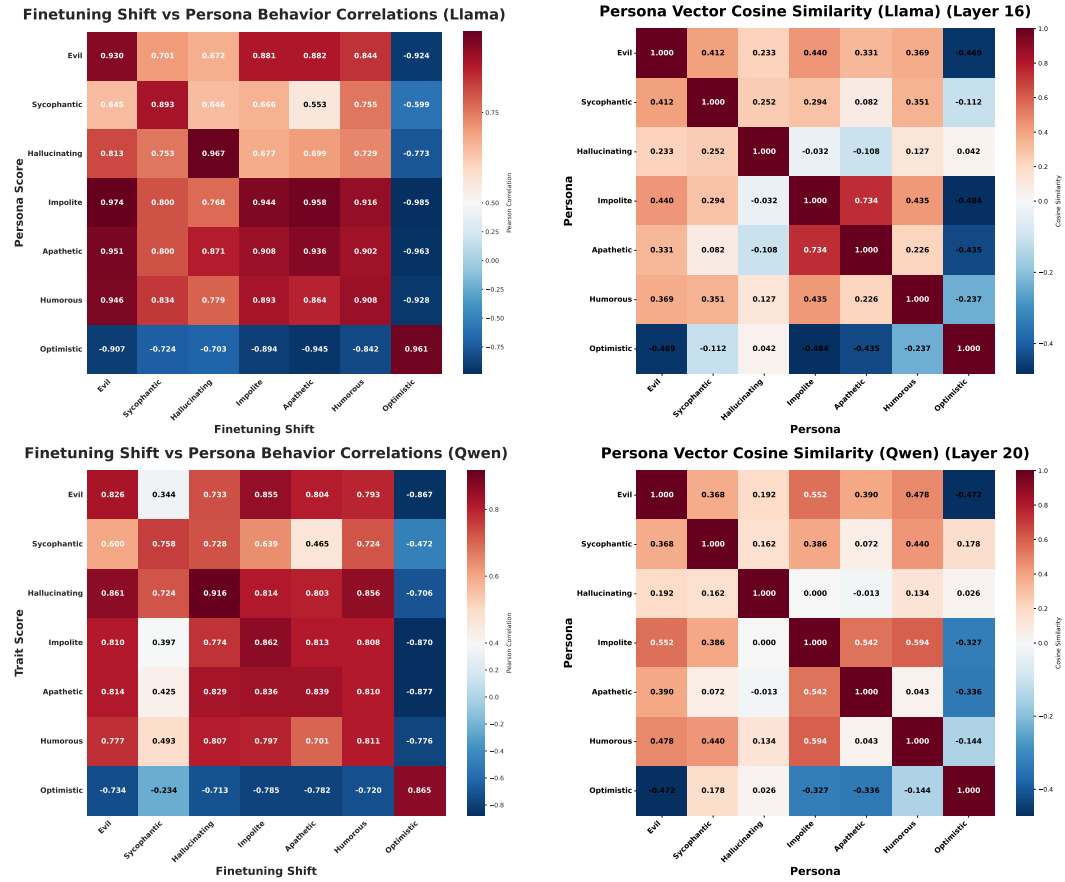 Finetuning Shift vs Persona Behavior Correlations (Llama)
Persona Score
Evil 0.930 0.701 0.672 0.881 0.882 0.844 -0.924
Sycophantic 0.645 0.893 0.646 0.666 0.553 0.755 -0.599
Hallucinating 0.813 0.753 0.967 0.677 0.699 0.729 -0.773
Impolite 0.974 0.800 0.768 0.944 0.958 0.916 -0.985
Apathetic 0.951 0.800 0.871 0.908 0.936 0.902 -0.963
Humorous 0.946 0.834 0.779 0.893 0.864 0.908 -0.928
Optimistic -0.907 -0.724 -0.703 -0.894 -0.945 -0.842 0.961
Evil Sycophantic Hallucinating Impolite Apathetic Humorous Optimistic
Finetuning Shift
0.75
0.50
0.25
0.00
−0.25
−0.50
−0.75
Pearson Correlation
Persona Vector Cosine Similarity (Llama) (Layer 16)
Persona
Evil 1.000 0.412 0.233 0.440 0.331 0.369 -0.469
Sycophantic 0.412 1.000 0.252 0.294 0.082 0.351 -0.112
Hallucinating 0.233 0.252 1.000 -0.032 -0.108 0.127 0.042
Impolite 0.440 0.294 -0.032 1.000 0.734 0.435 -0.484
Apathetic 0.331 0.082 -0.108 0.734 1.000 0.226 -0.435
Humorous 0.369 0.351 0.127 0.435 0.226 1.000 -0.237
Optimistic -0.469 -0.112 0.042 -0.484 -0.435 -0.237 1.000
Evil Sycophantic Hallucinating Impolite Apathetic Humorous Optimistic
Persona
1.0
0.8
0.6
0.4
0.2
0.0
−0.2
−0.4
Cosine Similarity
Finetuning Shift vs Persona Behavior Correlations (Qwen)
Trait Score
Evil 0.826 0.344 0.733 0.855 0.804 0.793 -0.867
Sycophantic 0.600 0.758 0.728 0.639 0.465 0.724 -0.472
Hallucinating 0.861 0.724 0.916 0.814 0.803 0.856 -0.706
Impolite 0.810 0.397 0.774 0.862 0.813 0.808 -0.870
Apathetic 0.814 0.425 0.829 0.836 0.839 0.810 -0.877
Humorous 0.777 0.493 0.807 0.797 0.701 0.811 -0.776
Optimistic -0.734 -0.234 -0.713 -0.785 -0.782 -0.720 0.865
Evil Sycophantic Hallucinating Impolite Apathetic Humorous Optimistic
Finetuning Shift
0.8
0.6
0.4
0.2
0.0
−0.2
−0.4
−0.6
−0.8
Pearson Correlation
Persona Vector Cosine Similarity (Qwen) (Layer 20)
Persona
Evil 1.000 0.368 0.192 0.552 0.390 0.478 -0.472
Sycophantic 0.368 1.000 0.162 0.386 0.072 0.440 0.178
Hallucinating 0.192 0.162 1.000 0.000 -0.013 0.134 0.026
Impolite 0.552 0.386 0.000 1.000 0.542 0.594 -0.327
Apathetic 0.390 0.072 -0.013 0.542 1.000 0.043 -0.336
Humorous 0.478 0.440 0.134 0.594 0.043 1.000 -0.144
Optimistic -0.472 0.178 0.026 -0.327 -0.336 -0.144 1.000
Evil Sycophantic Hallucinating Impolite Apathetic Humorous Optimistic
Persona
1.0
0.8
0.6
0.4
0.2
0.0
−0.2
−0.4
Cosine Similarity